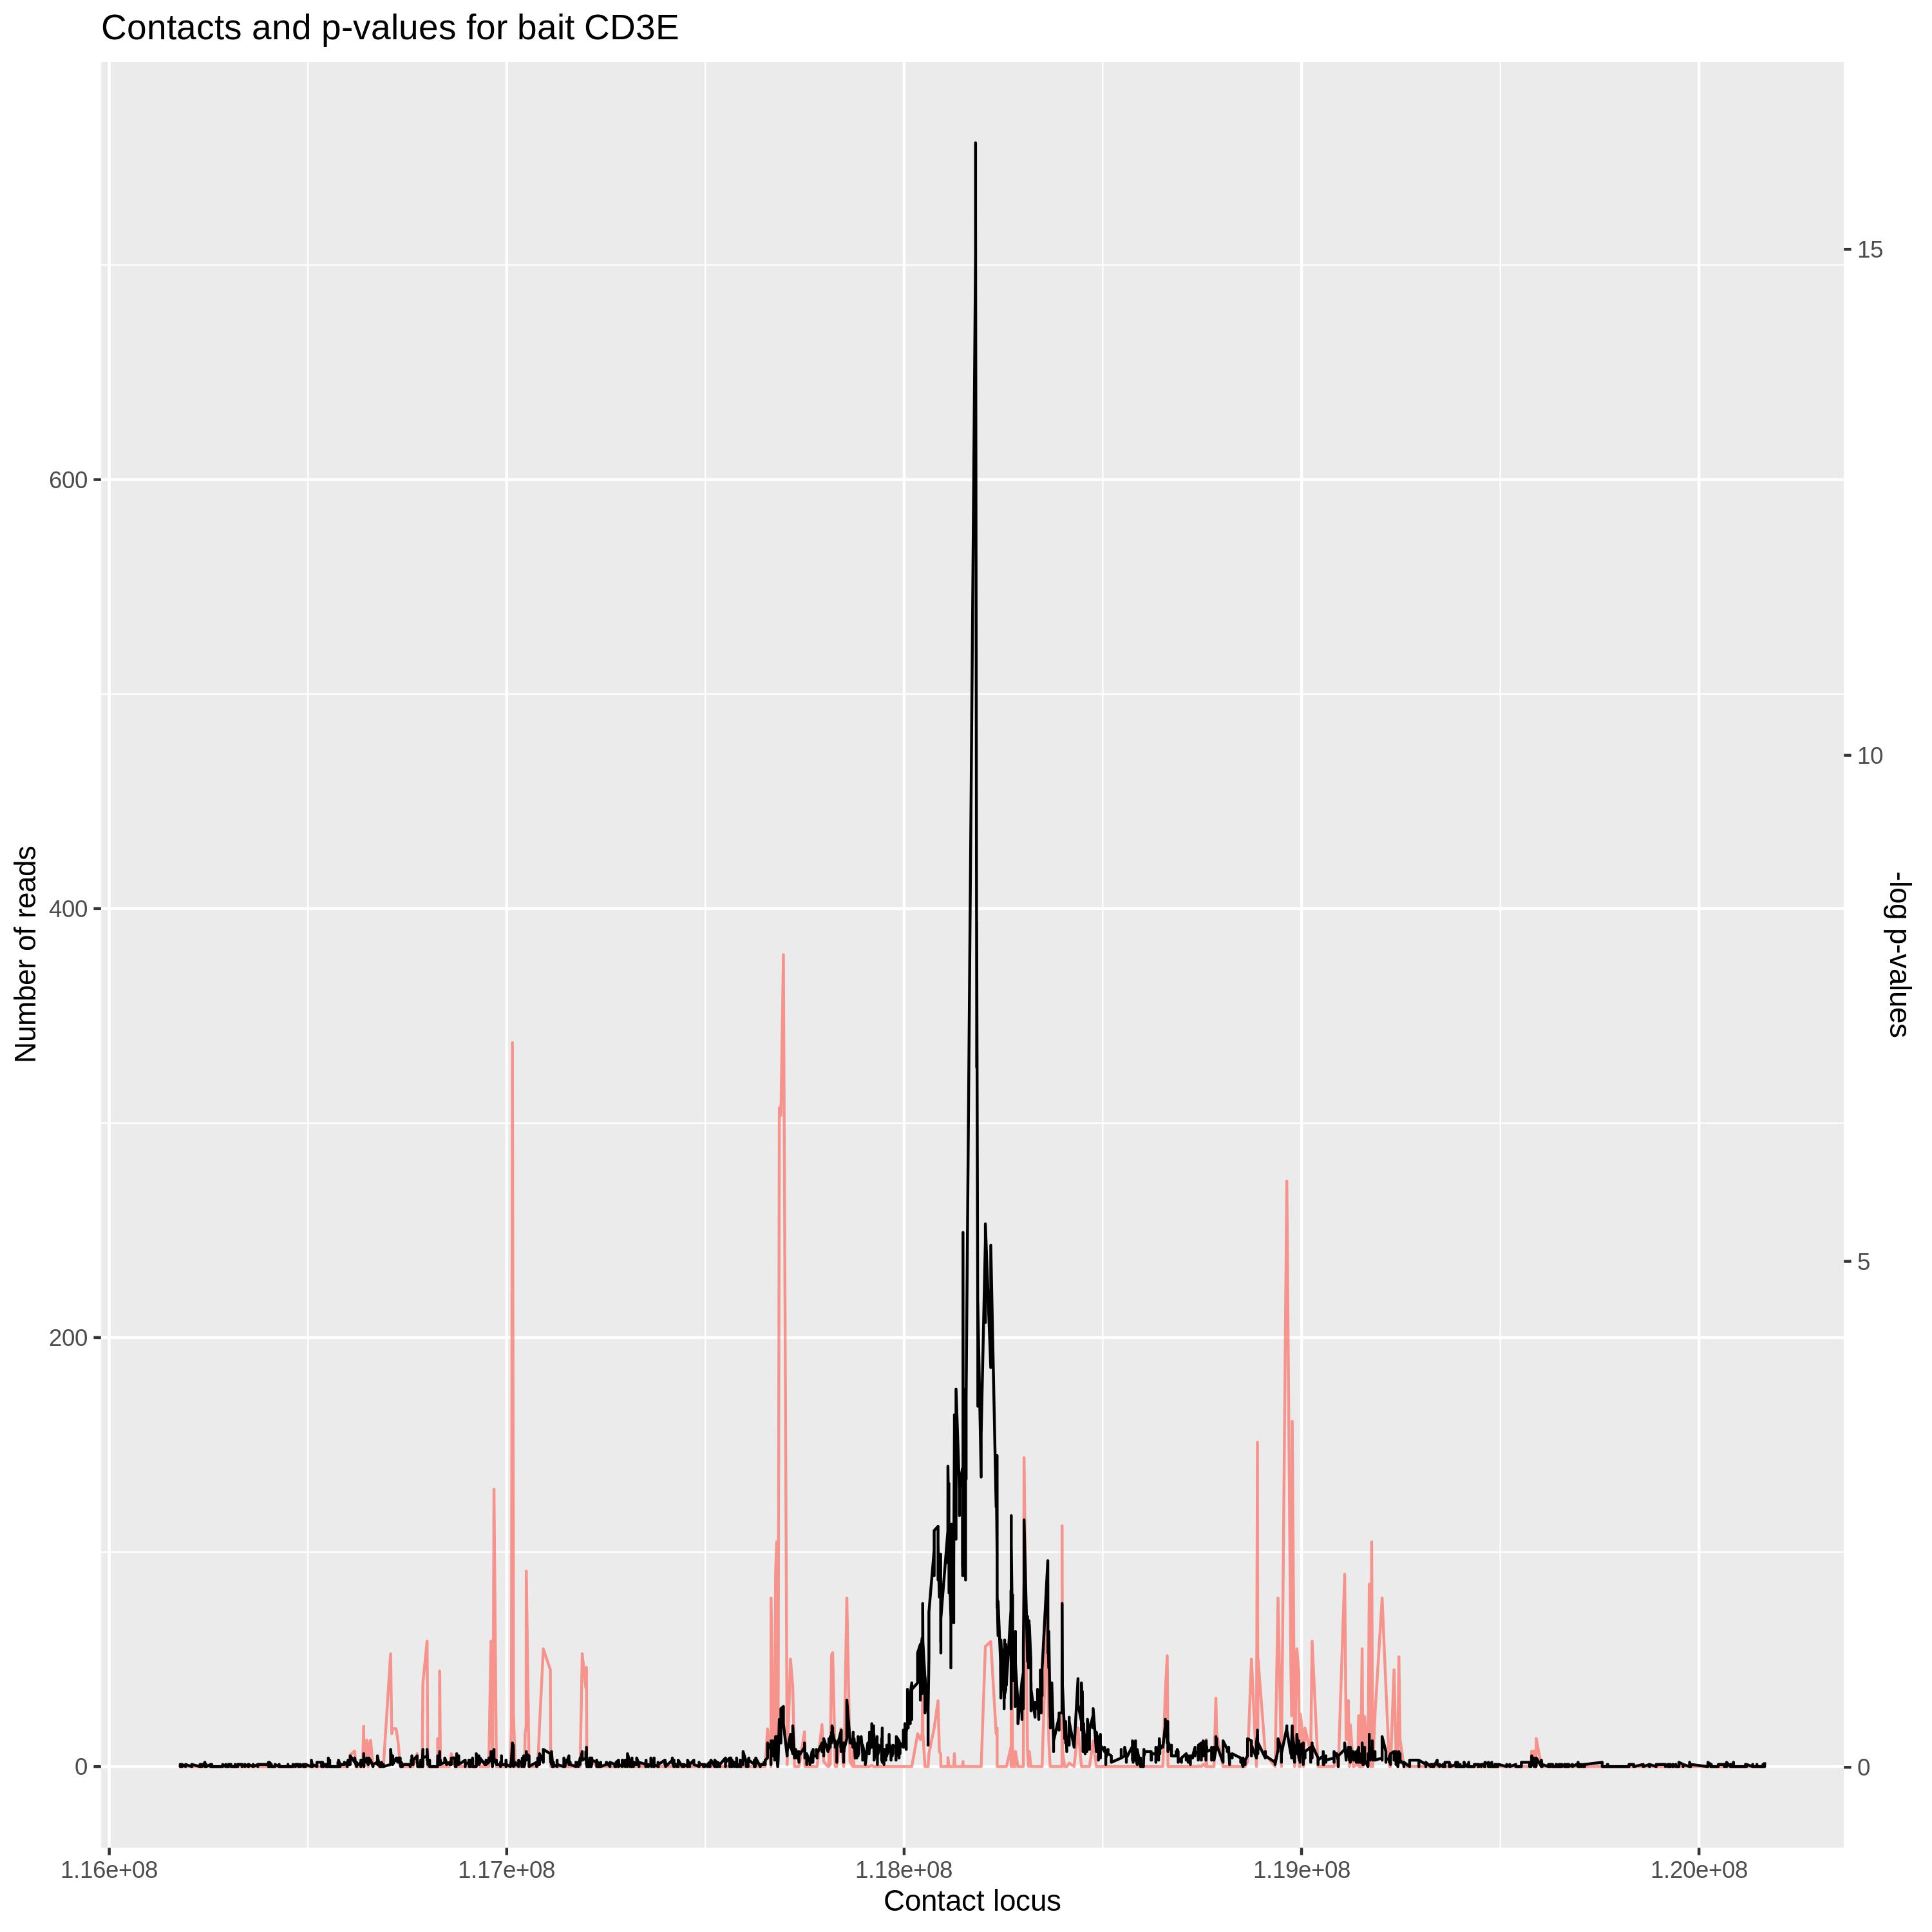 Contacts and p-values for bait CD3E
15
600
10
400
Number of reads
-log p-values
5
200
0
0
1.16e+08
1.17e+08
1.18e+08
1.19e+08
1.20e+08
Contact locus